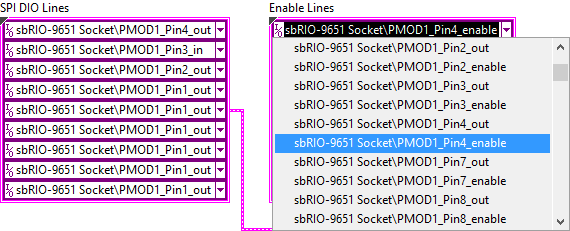 SPI DIO Lines
sbRIO-9651 Socket\PMOD1_Pin4_out
sbRIO-9651 Socket\PMOD1_Pin3_in
sbRIO-9651 Socket\PMOD1_Pin2_out
sbRIO-9651 Socket\PMOD1_Pin1_out
sbRIO-9651 Socket\PMOD1_Pin1_out
sbRIO-9651 Socket\PMOD1_Pin1_out
sbRIO-9651 Socket\PMOD1_Pin1_out
sbRIO-9651 Socket\PMOD1_Pin1_out
sbRIO-9651 Socket\PMOD1_Pin1_out
Enable Lines
sbRIO-9651 Socket\PMOD1_Pin4_enable
sbRIO-9651 Socket\PMOD1_Pin2_out
sbRIO-9651 Socket\PMOD1_Pin2_enable
sbRIO-9651 Socket\PMOD1_Pin3_out
sbRIO-9651 Socket\PMOD1_Pin3_enable
sbRIO-9651 Socket\PMOD1_Pin4_out
sbRIO-9651 Socket\PMOD1_Pin4_enable
sbRIO-9651 Socket\PMOD1_Pin7_out
sbRIO-9651 Socket\PMOD1_Pin7_enable
sbRIO-9651 Socket\PMOD1_Pin8_out
sbRIO-9651 Socket\PMOD1_Pin8_enable